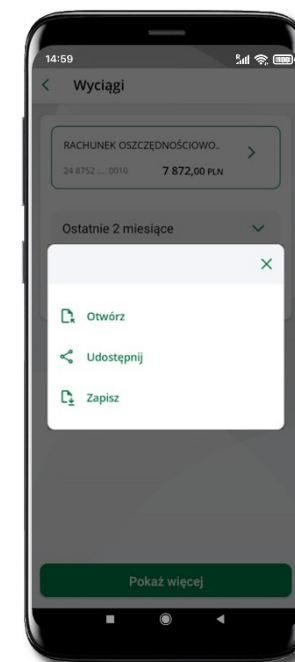 14:59
Wyciągi
RACHUNEK OSZCZĘDNOŚCIOWO..
24 8752 .... 0010 7 872,00 PLN
Ostatnie 2 miesiące
Otwórz
Udostępnij
Zapisz
Pokaż więcej